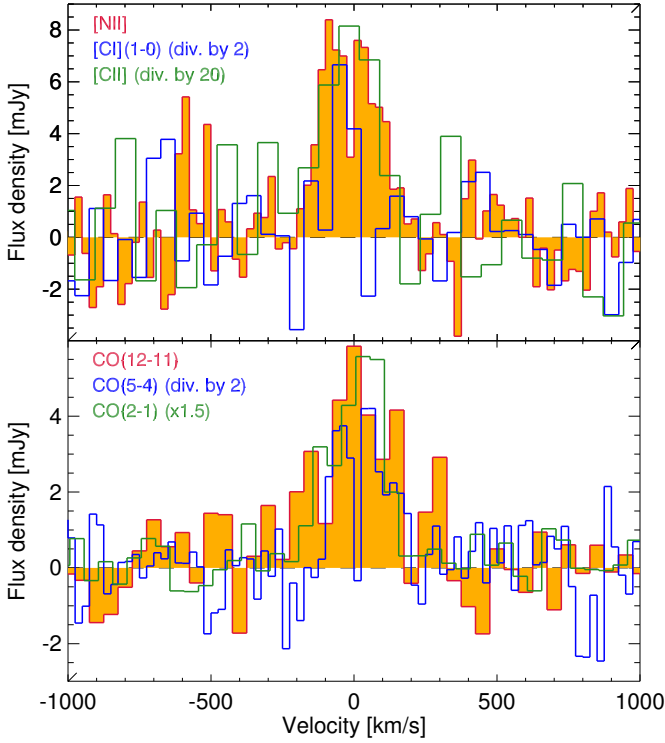 [NII]
[CI](1-0) (div. by 2)
[CII] (div. by 20)
Flux density [mJy]
8
6
4
2
0
-2
CO(12-11)
CO(5-4) (div. by 2)
CO(2-1) (x1.5)
Flux density [mJy]
4
2
0
-2
-1000 -500 0 500 1000
Velocity [km/s]